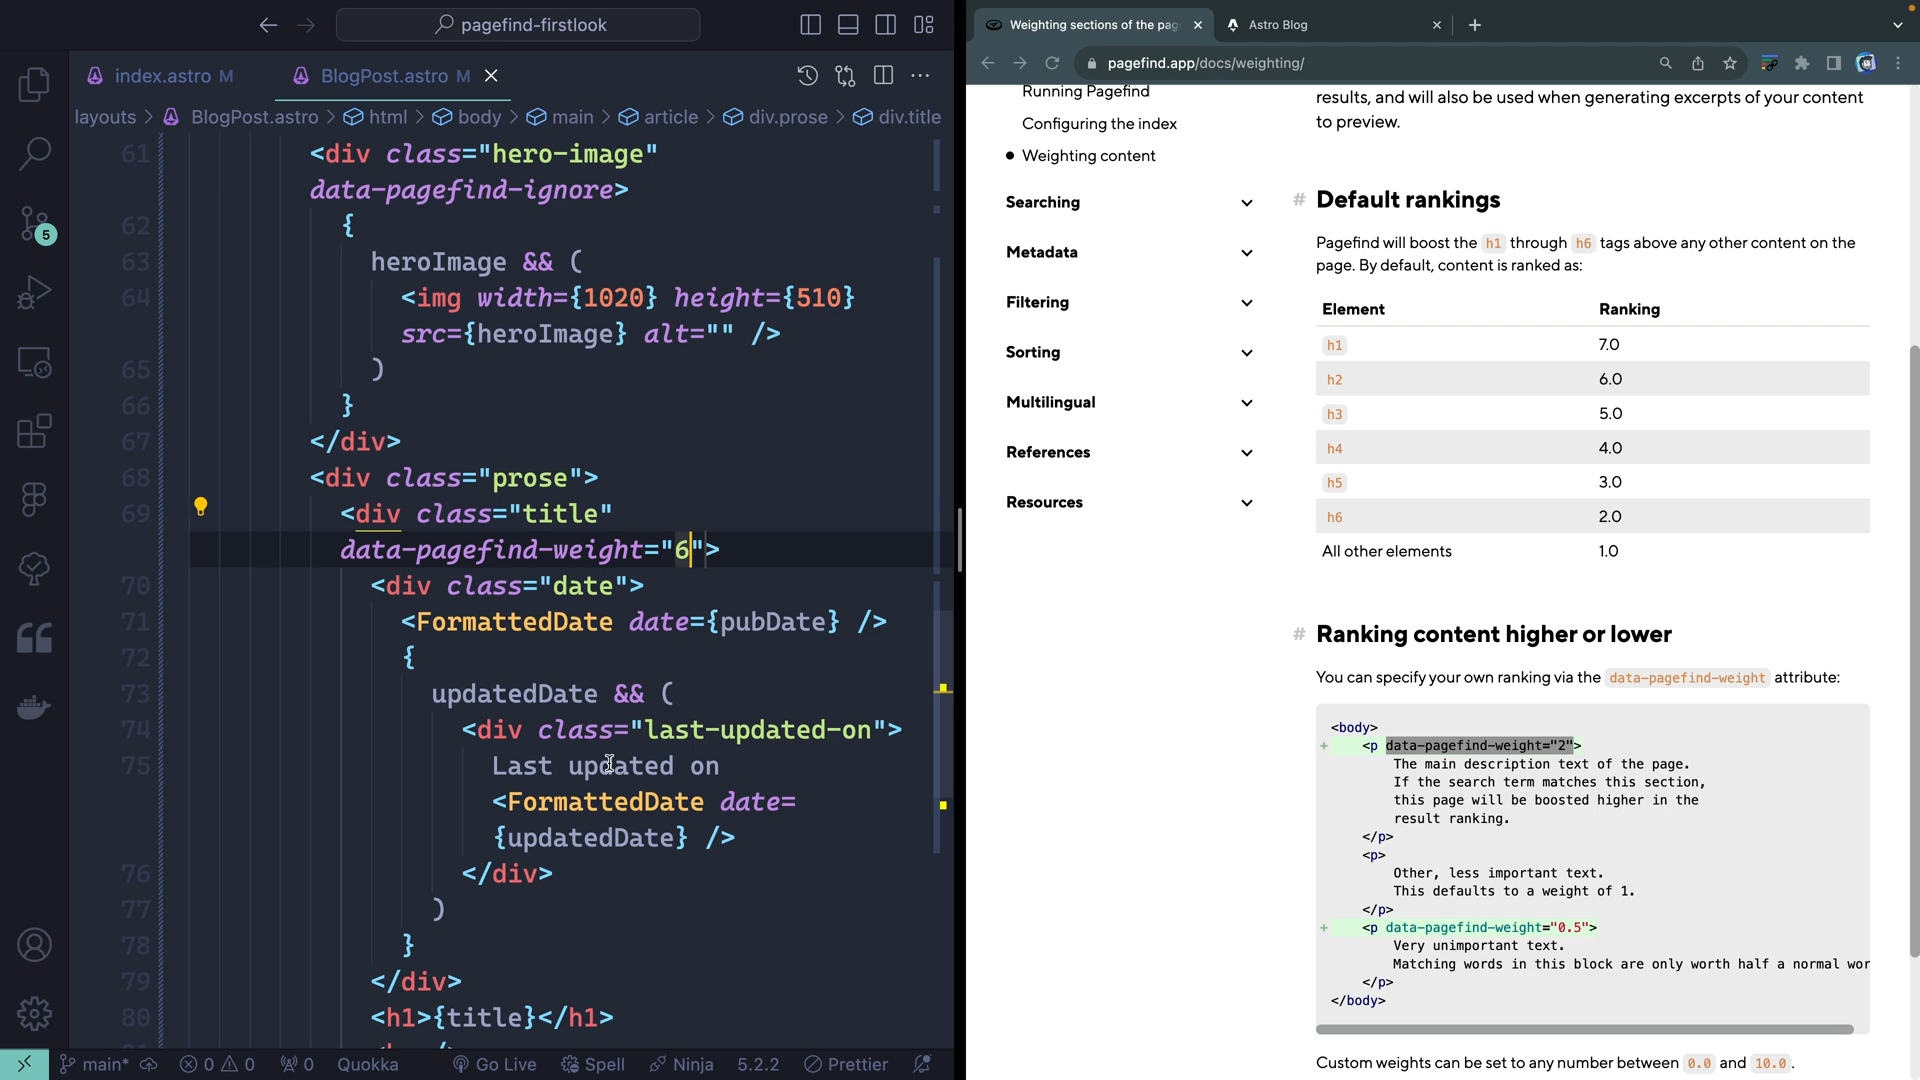 pagefind-firstlook
index.astro M
BlogPost.astro M
layouts > BlogPost.astro > html > body > main > article > div.prose > div.title
61 <div class="hero-image"
data-pagefind-ignore>
62 {
63 heroImage && (
64 <img width={1020} height={510}
src={heroImage} alt="" />
65 )
66 }
67 </div>
68 <div class="prose">
69 <div class="title"
data-pagefind-weight="6">
70 <div class="date">
71 <FormattedDate date={pubDate} />
72 {
73 updatedDate && (
74 <div class="last-updated-on">
75 Last updated on
<FormattedDate date=
{updatedDate} />
76 </div>
77 )
78 }
79 </div>
80 <h1>{title}</h1>
5
main* 0 0 0 Quokka Go Live Spell Ninja 5.2.2 Prettier
Weighting sections of the pag
Astro Blog
pagefind.app/docs/weighting/
Running Pagefind
Configuring the index
Weighting content
Searching
Metadata
Filtering
Sorting
Multilingual
References
Resources
results, and will also be used when generating excerpts of your content
to preview.
# Default rankings
Pagefind will boost the h1 through h6 tags above any other content on the
page. By default, content is ranked as:
Element Ranking
h1 7.0
h2 6.0
h3 5.0
h4 4.0
h5 3.0
h6 2.0
All other elements 1.0
# Ranking content higher or lower
You can specify your own ranking via the data-pagefind-weight attribute:
<body>
+ <p data-pagefind-weight="2">
The main description text of the page.
If the search term matches this section,
this page will be boosted higher in the
result ranking.
</p>
<p>
Other, less important text.
This defaults to a weight of 1.
</p>
+ <p data-pagefind-weight="0.5">
Very unimportant text.
Matching words in this block are only worth half a normal wor
</p>
</body>
Custom weights can be set to any number between 0.0 and 10.0.